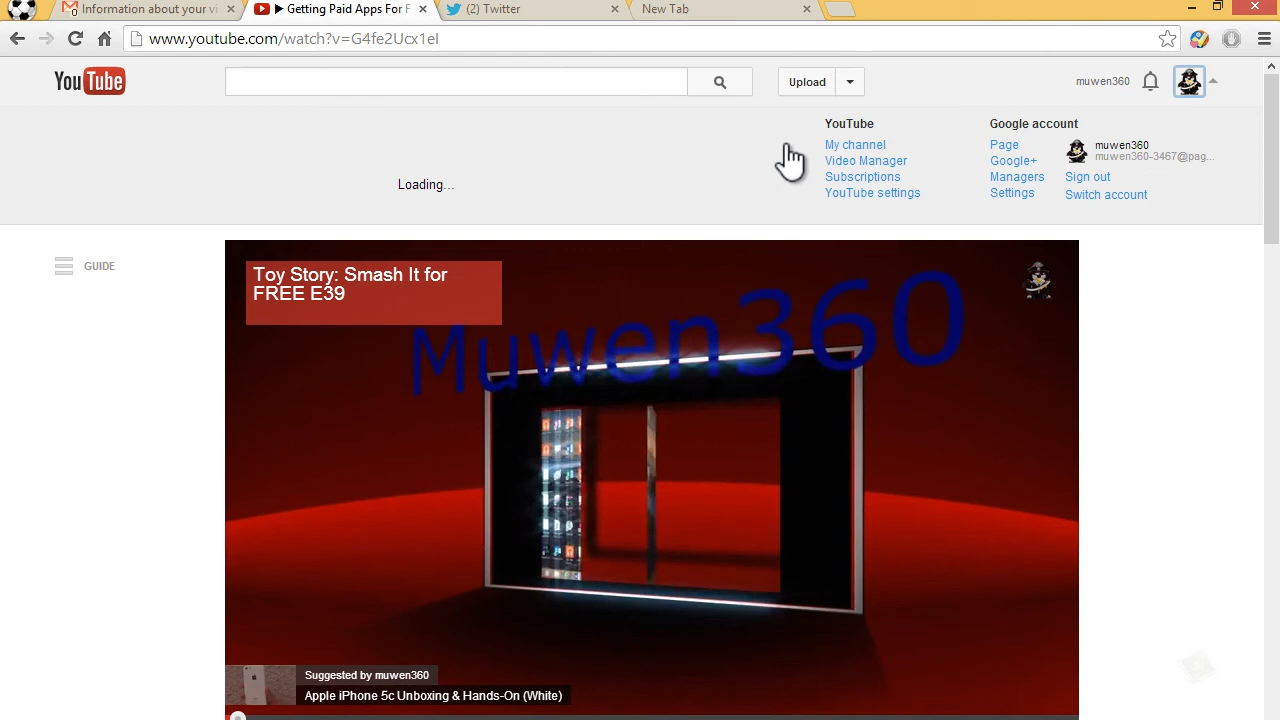 Information about your vi
Getting Paid Apps For F
(2) Twitter
New Tab
www.youtube.com/watch?v=G4fe2Ucx1eI
YouTube
Upload
muwen360
YouTube
My channel
Video Manager
Subscriptions
YouTube settings
Google account
Page
Google+
Managers
Settings
muwen360
muwen360-3467@pag...
Sign out
Switch account
Loading...
GUIDE
Toy Story: Smash It for
FREE E39
Muwen360
Suggested by muwen360
Apple iPhone 5c Unboxing & Hands-On (White)